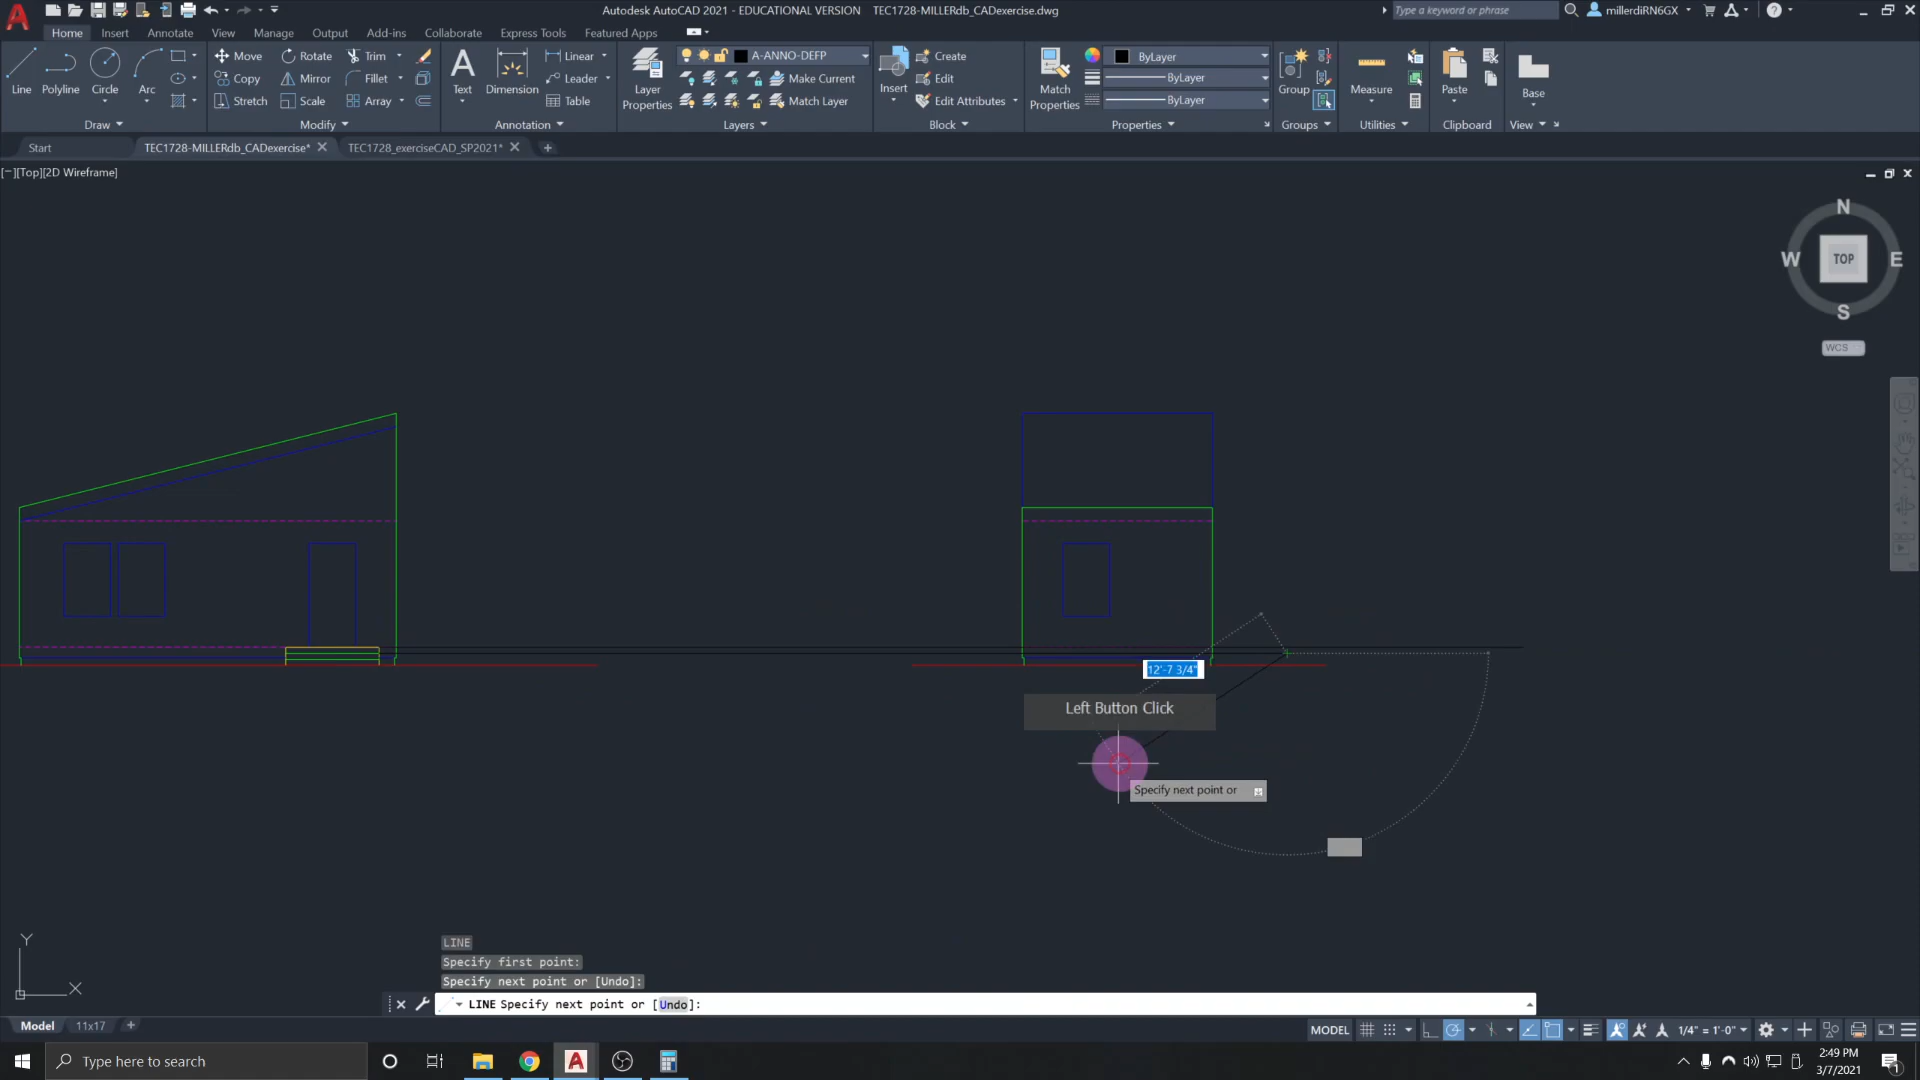 Autodesk AutoCAD 2021 - EDUCATIONAL VERSION TEC1728-MILLERdb_CADexercise.dwg
Type a keyword or phrase
millerdiRN6GX
Home Insert Annotate View Manage Output Add-ins Collaborate Express Tools Featured Apps
Line Polyline Circle Arc
Move Rotate Trim
Copy Mirror Fillet
Stretch Scale Array
Text Dimension
Linear
Leader
Table
Layer Properties
A-ANNO-DEFP
Make Current
Match Layer
Insert
Create
Edit
Edit Attributes
Match Properties
ByLayer
ByLayer
ByLayer
Group
Measure
Paste
Base
Draw Modify Annotation Layers Block Properties Groups Utilities Clipboard View
Start TEC1728-MILLERdb_CADexercise* TEC1728_exerciseCAD_SP2021*
[−][Top][2D Wireframe]
N
W TOP E
S
WCS
12'-7 3/4"
Left Button Click
Specify next point or
Y
X
LINE
Specify first point:
Specify next point or [Undo]:
LINE Specify next point or [Undo]:
Model 11x17
MODEL 1/4" = 1'-0"
Type here to search
2:49 PM
3/7/2021
1